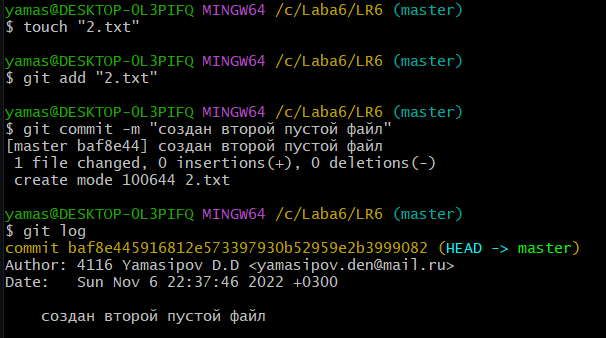 yamas@DESKTOP-OL3PIFQ MINGW64 /c/Laba6/LR6 (master)
$ touch "2.txt"
yamas@DESKTOP-OL3PIFQ MINGW64 /c/Laba6/LR6 (master)
$ git add "2.txt"
yamas@DESKTOP-OL3PIFQ MINGW64 /c/Laba6/LR6 (master)
$ git commit -m "создан второй пустой файл"
[master baf8e44] создан второй пустой файл
 1 file changed, 0 insertions(+), 0 deletions(-)
 create mode 100644 2.txt
yamas@DESKTOP-OL3PIFQ MINGW64 /c/Laba6/LR6 (master)
$ git log
commit baf8e445916812e573397930b52959e2b3999082 (HEAD -> master)
Author: 4116 Yamasipov D.D <yamasipov.den@mail.ru>
Date:   Sun Nov 6 22:37:46 2022 +0300
    создан второй пустой файл